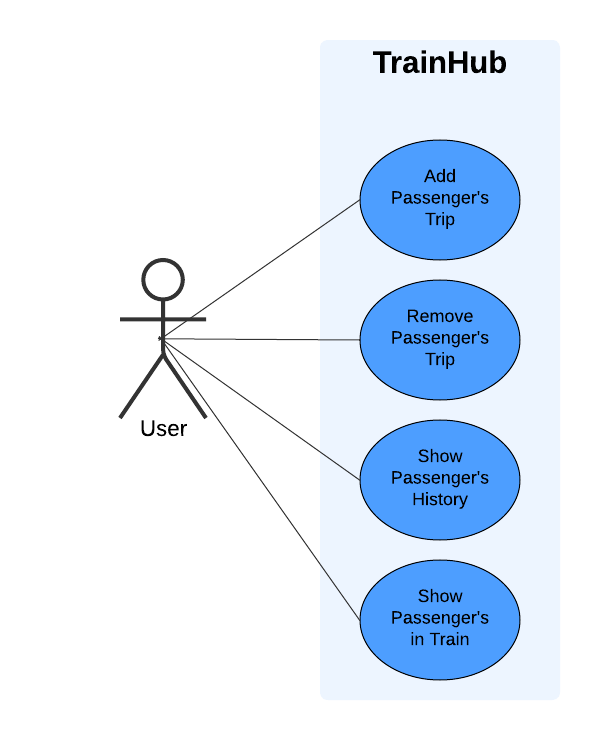 TrainHub
Add
Passenger's
Trip
Remove
Passenger's
Trip
User
Show
Passenger's
History
Show
Passenger's
in Train